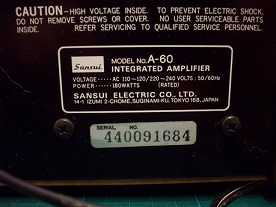 CAUTION-HIGH VOLTAGE INSIDE. TO PREVENT ELECTRIC SHOCK,
DO NOT REMOVE SCREWS OR COVER. NO USER SERVICEABLE PARTS
INSIDE. REFER SERVICING TO QUALIFIED SERVICE PERSONNEL.
Sansui
MODEL No. A-60
INTEGRATED AMPLIFIER
VOLTAGE ······ AC 110~120/220~240 VOLTS : 50/60Hz
POWER ········ 180WATTS (RATED)
SANSUI ELECTRIC CO., LTD.
14-1 IZUMI 2-CHOME, SUGINAMI-KU, TOKYO 168, JAPAN
SERIAL NO.
440091684